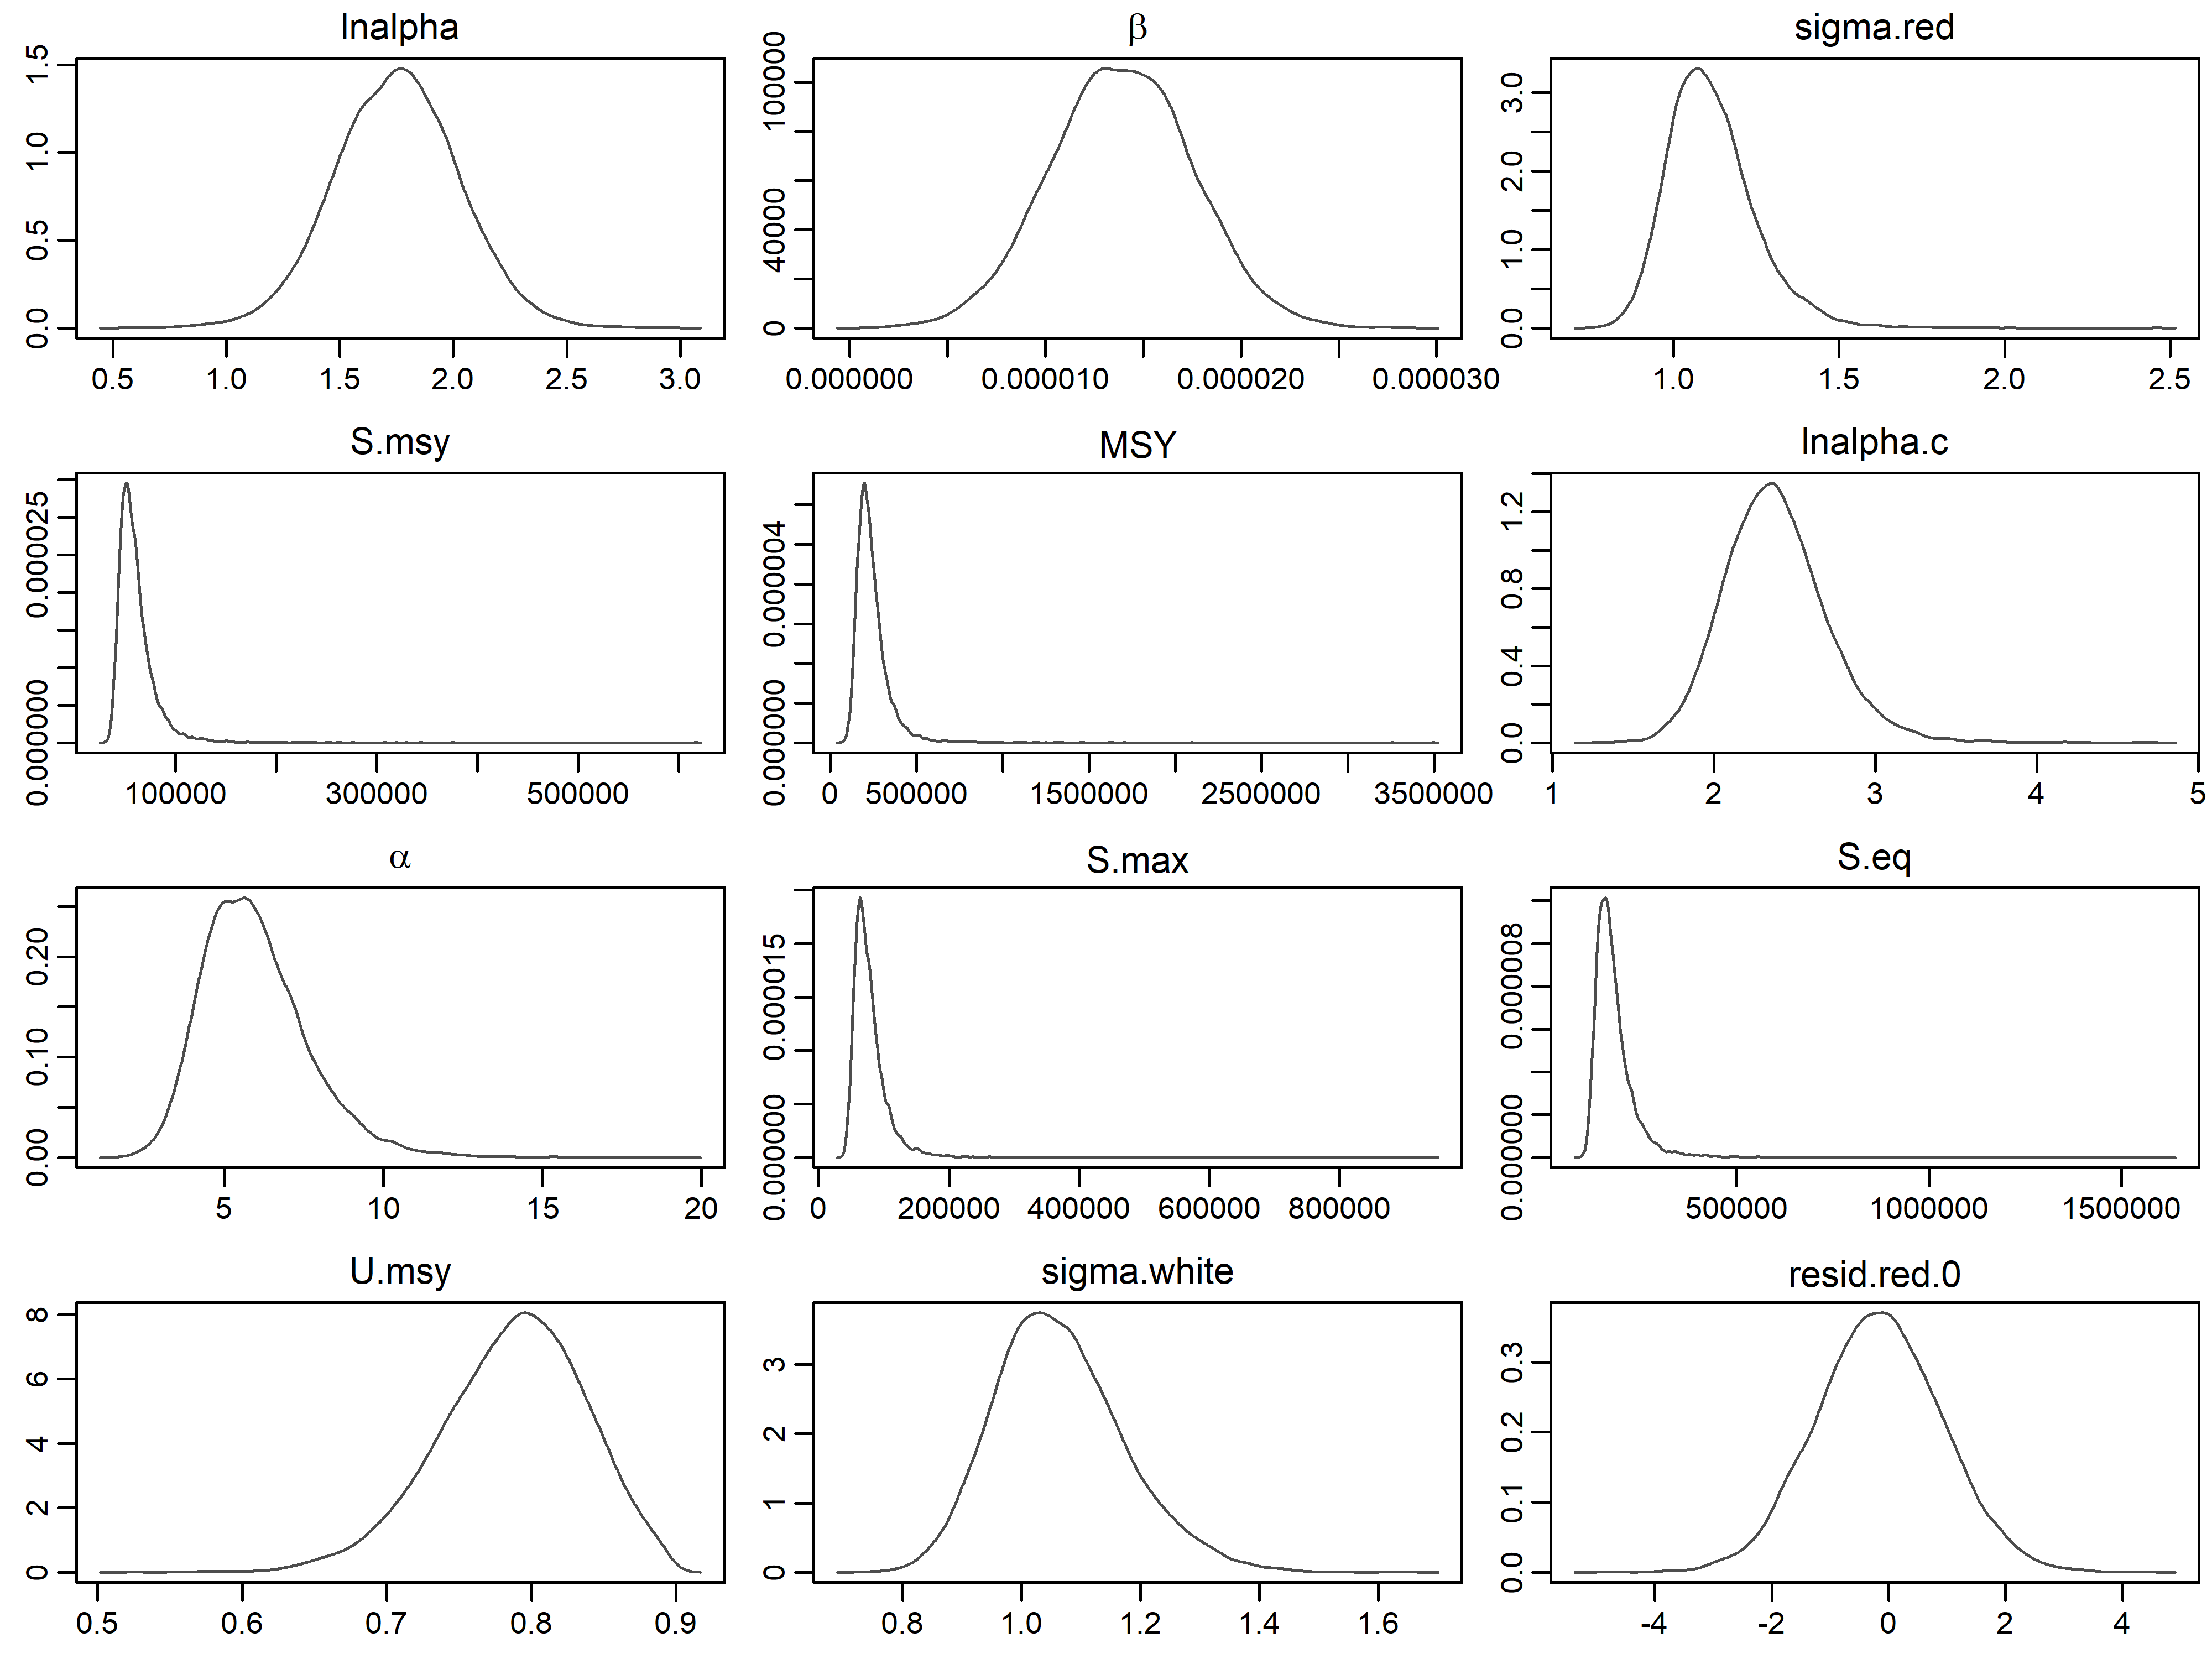 lnalpha
β
sigma.red
0.0 0.5 1.0 1.5
0 40000 100000
0.0 1.0 2.0 3.0
0.5 1.0 1.5 2.0 2.5 3.0
0.000000 0.000010 0.000020 0.000030
1.0 1.5 2.0 2.5
S.msy
MSY
lnalpha.c
0.000000 0.000025
0.000000 0.000004
0.0 0.4 0.8 1.2
100000 300000 500000
0 500000 1500000 2500000 3500000
1 2 3 4 5
α
S.max
S.eq
0.00 0.10 0.20
0.000000 0.000015
0.0000000 0.0000008
5 10 15 20
0 200000 400000 600000 800000
500000 1000000 1500000
U.msy
sigma.white
resid.red.0
0 2 4 6 8
0 1 2 3
0.0 0.1 0.2 0.3
0.5 0.6 0.7 0.8 0.9
0.8 1.0 1.2 1.4 1.6
-4 -2 0 2 4